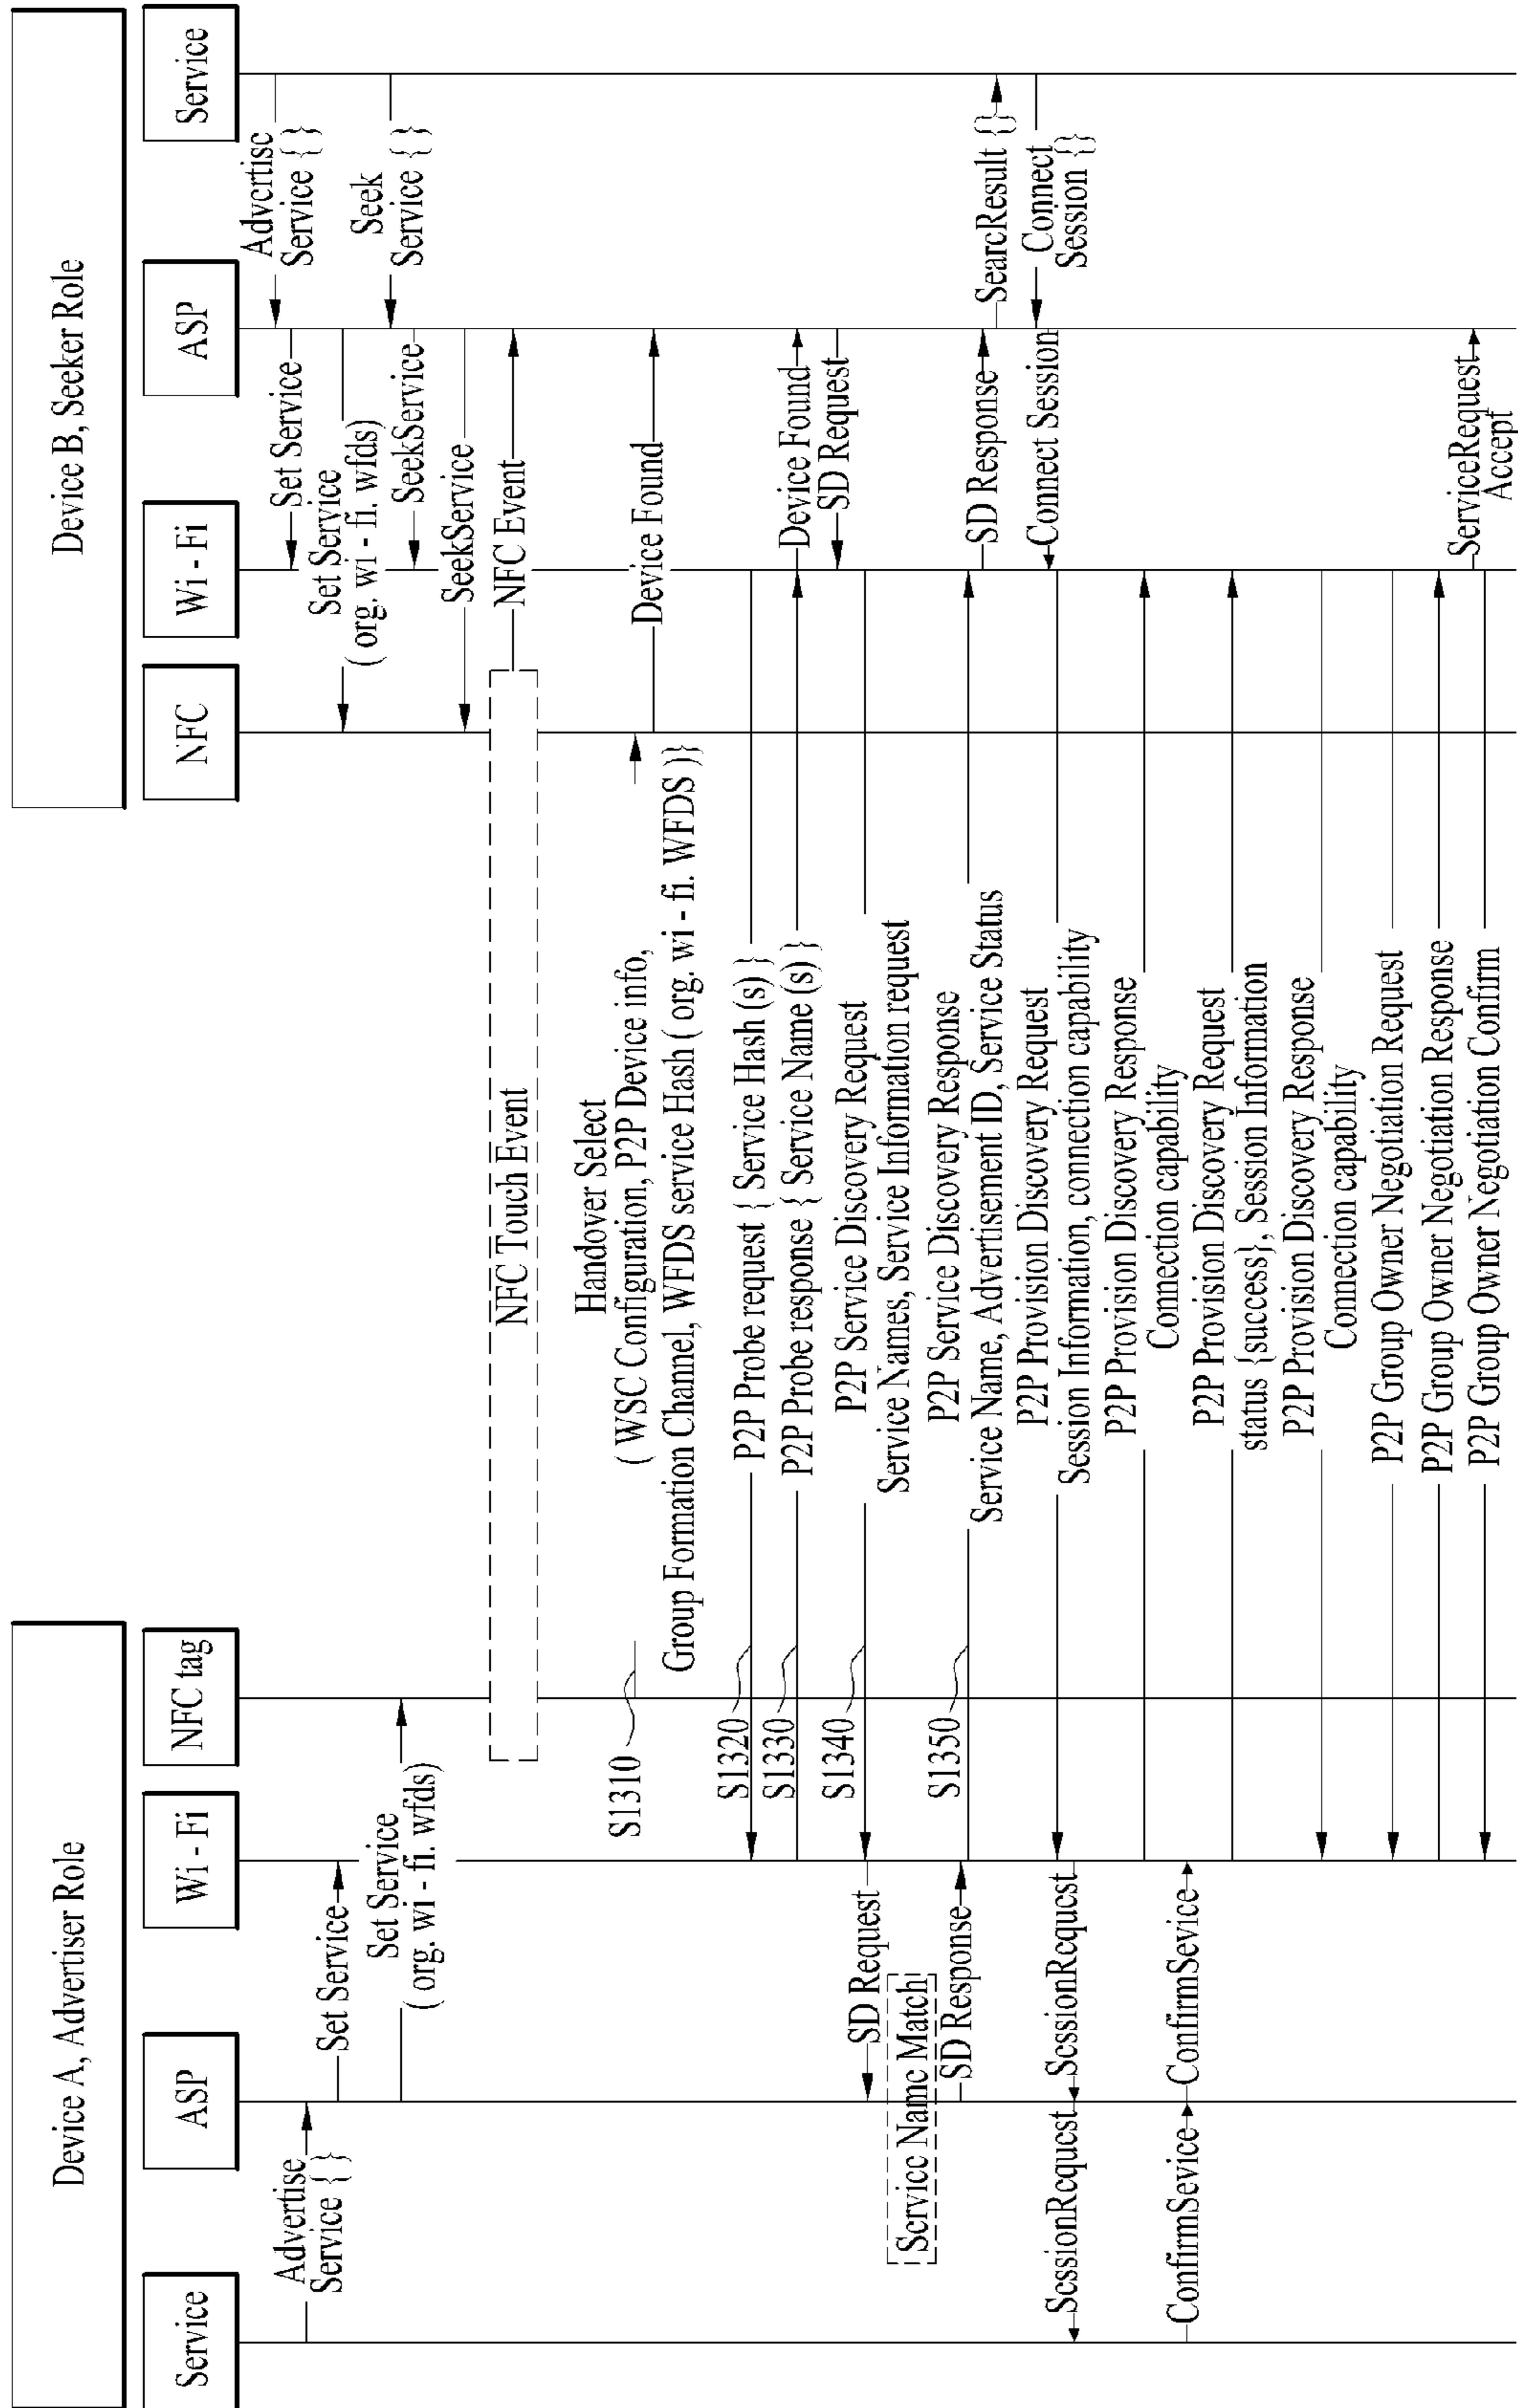 Device A, Advertiser Role
Device B, Seeker Role
Service
ASP
Wi - Fi
NFC tag
NFC
Wi - Fi
ASP
Service
Advertise
Service { }
Advertise
Service { }
Set Service
Set Service
Set Service
( org. wi - fi. wfds)
Set Service
( org. wi - fi. wfds)
Seek
Service { }
SeekService
SeekService
NFC Touch Event
NFC Event
S1310
Handover Select
( WSC Configuration, P2P Device info,
Group Formation Channel, WFDS service Hash ( org. wi - fi. WFDS ))
Device Found
S1320
P2P Probe request { Service Hash (s) }
S1330
P2P Probe response { Service Name (s) }
Device Found
SD Request
S1340
P2P Service Discovery Request
Service Names, Service Information request
SD Request
Service Name Match
SD Response
S1350
P2P Service Discovery Response
Service Name, Advertisement ID, Service Status
SD Response
SearcResult {}
Connect
Session {}
Connect Session
P2P Provision Discovery Request
Session Information, connection capability
SessionRequest
SessionRequest
P2P Provision Discovery Response
Connection capability
ConfirmSevice
ConfirmSevice
P2P Provision Discovery Request
status {success}, Session Information
P2P Provision Discovery Response
Connection capability
P2P Group Owner Negotiation Request
P2P Group Owner Negotiation Response
ServiceRequest
Accept
P2P Group Owner Negotiation Confirm